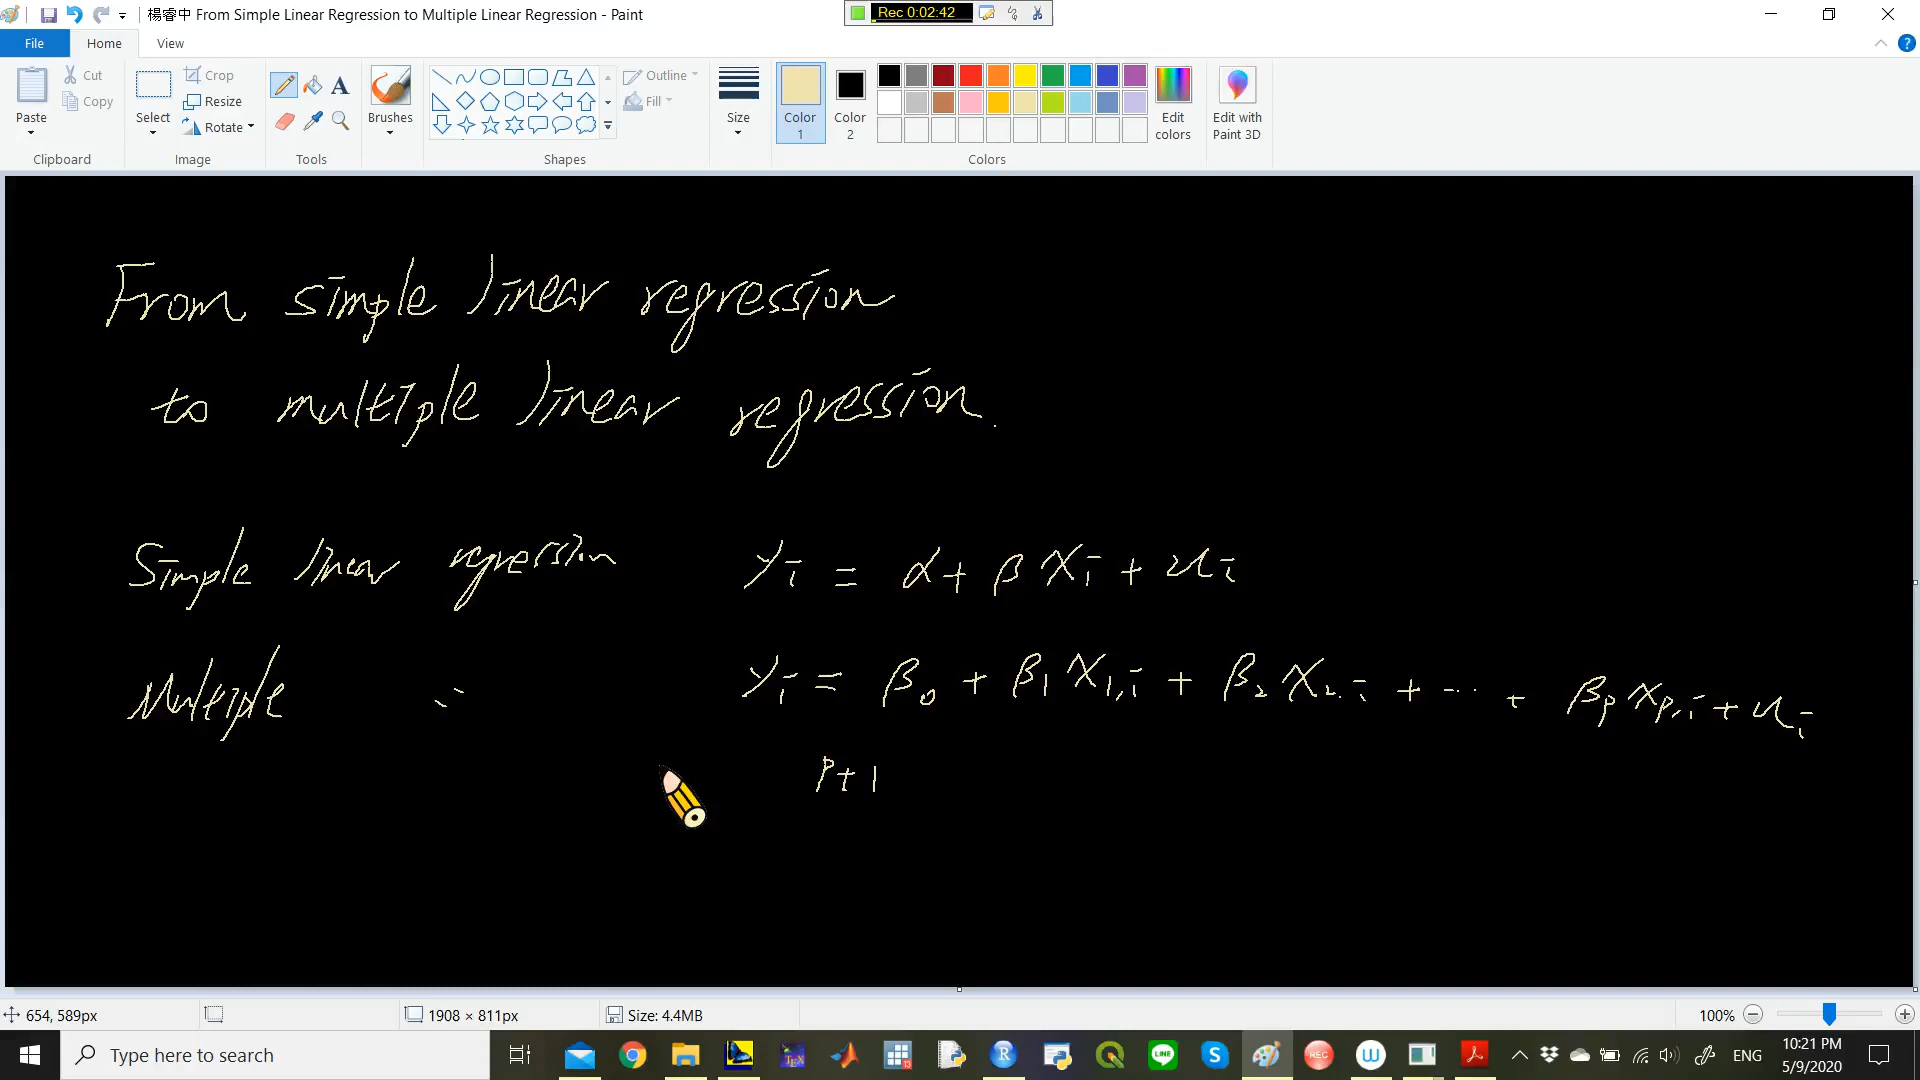 楊睿中 From Simple Linear Regression to Multiple Linear Regression - Paint
Rec 0:02:42
File Home View
Paste Cut Copy Clipboard
Select Crop Resize Rotate Image
Tools
Brushes
Shapes Outline Fill
Size
Color 1 Color 2 Colors Edit colors
Edit with Paint 3D
From simple linear regression
to multiple linear regression.
Simple linear regression yᵢ = α + β xᵢ + uᵢ
Multiple 〃 yᵢ = β₀ + β₁ x₁,ᵢ + β₂ x₂,ᵢ + ⋯ + βₚ xₚ,ᵢ + uᵢ
P+1
654, 589px 1908 × 811px Size: 4.4MB 100%
Type here to search
ENG 10:21 PM
5/9/2020